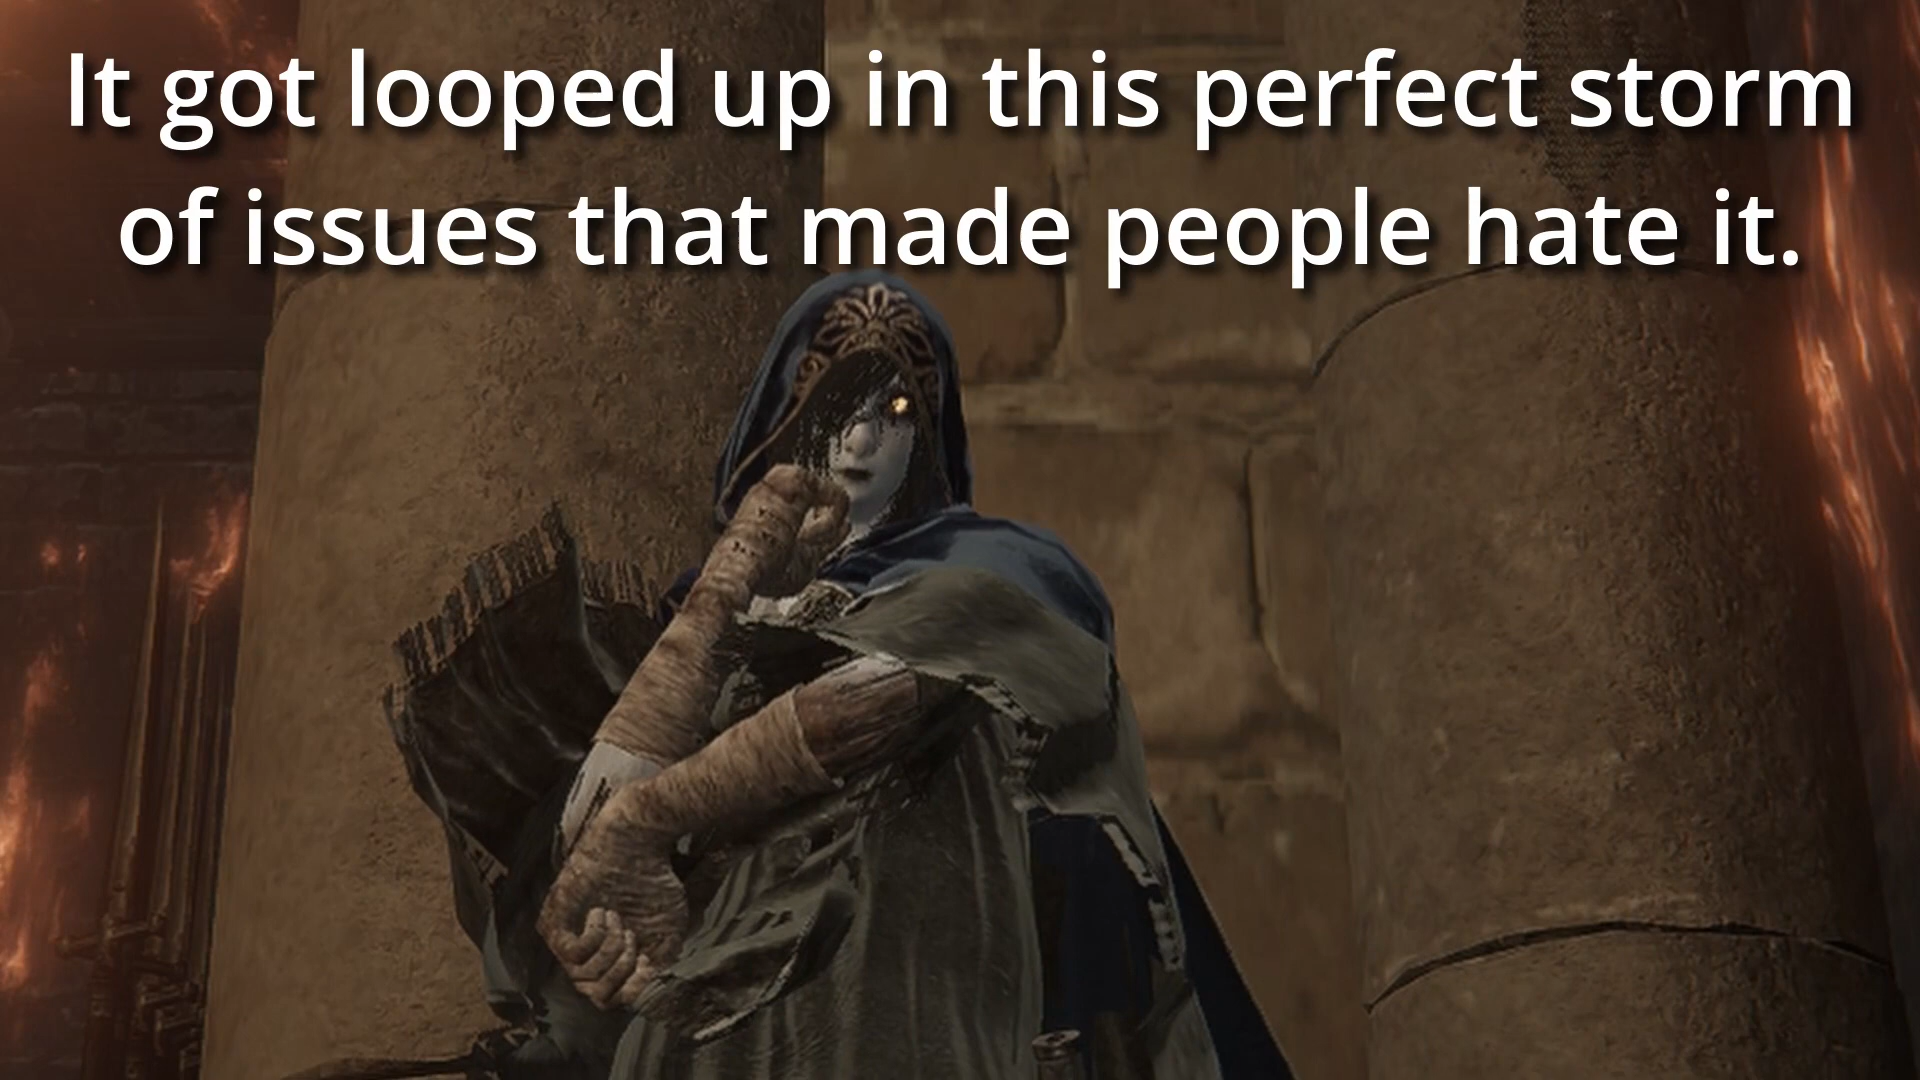 It got looped up in this perfect storm
of issues that made people hate it.